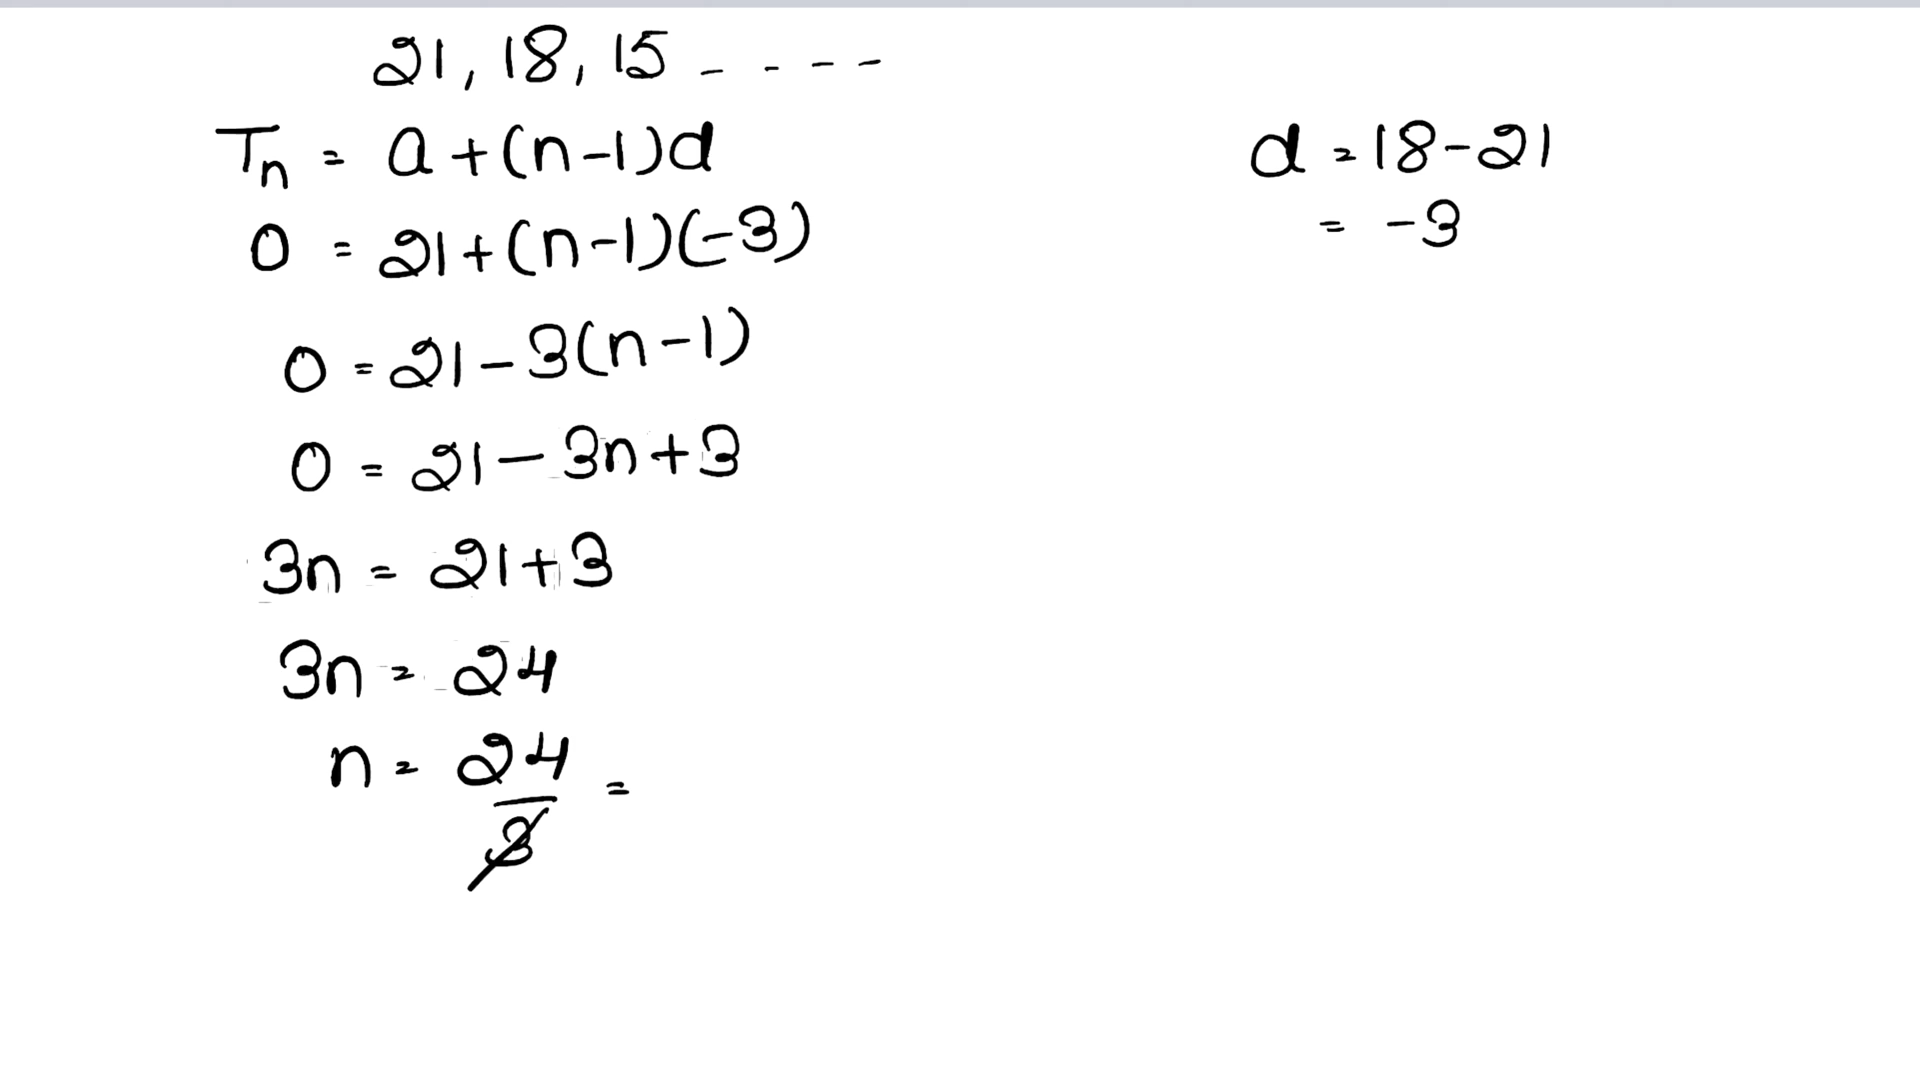 21, 18, 15 - - - -
Tn = a + (n-1)d
d = 18 - 21
= -3
0 = 21 + (n-1)(-3)
0 = 21 - 3(n-1)
0 = 21 - 3n + 3
3n = 21 + 3
3n = 24
n = 24/3 =